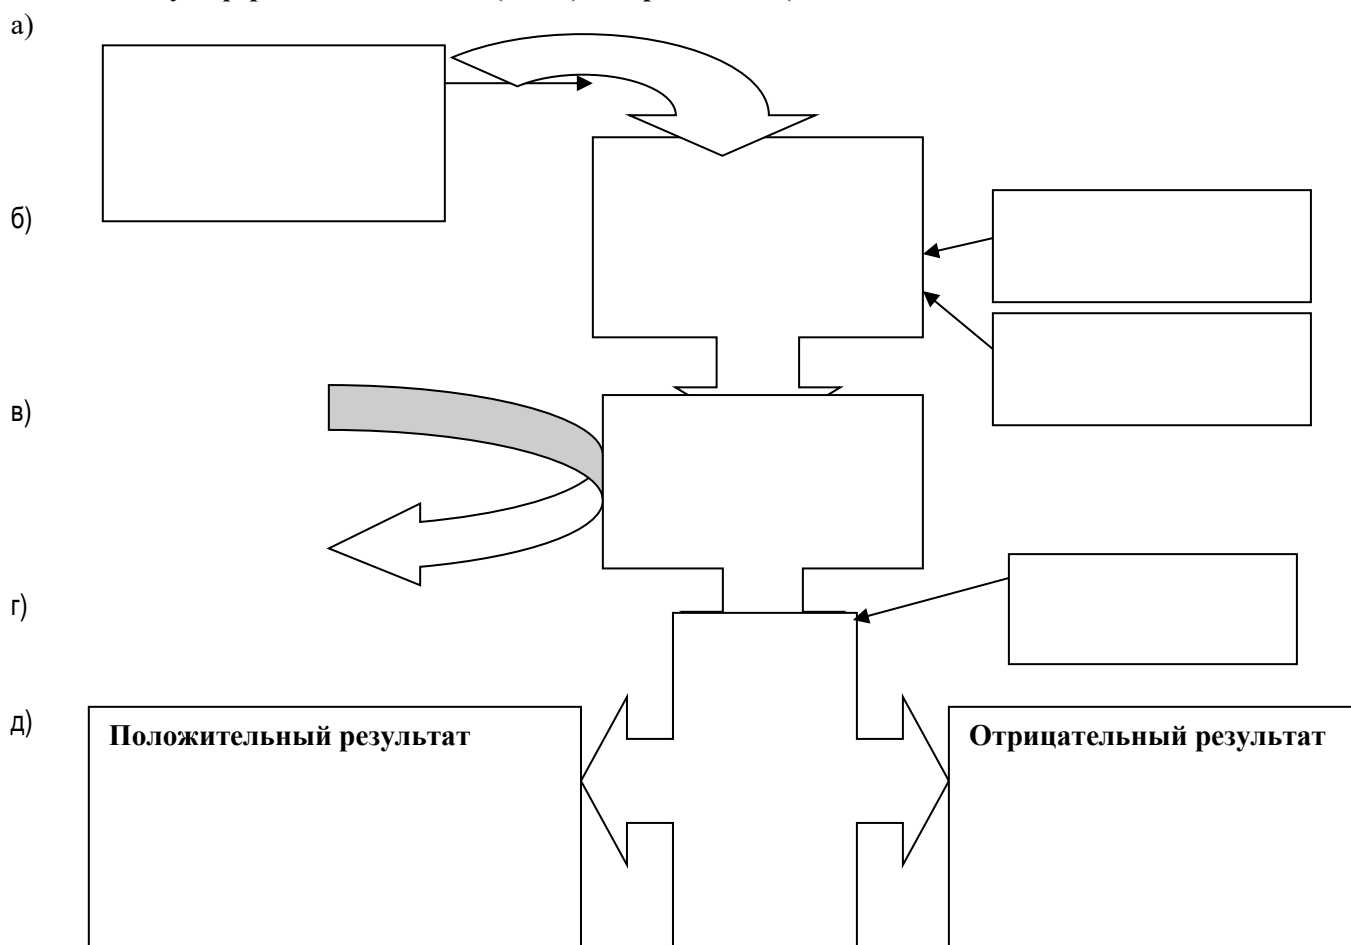 а)
б)
в)
г)
д)
Положительный результат
Отрицательный результат